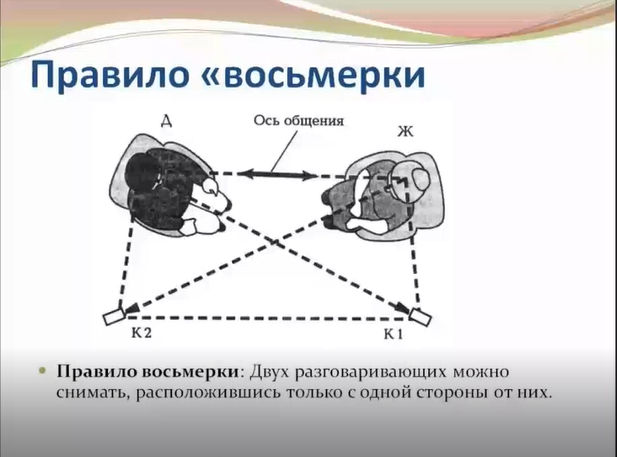 Правило «восьмерки
Д
Ось общения
Ж
К2
К1
Правило восьмерки: Двух разговаривающих можно
снимать, расположившись только с одной стороны от них.